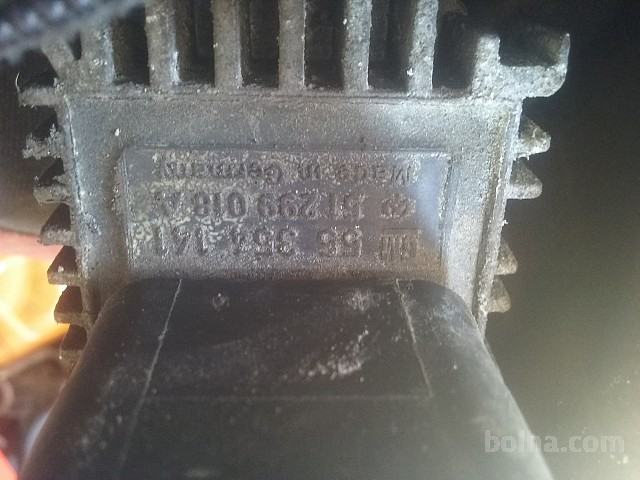 GM 55 354 141
51 299 018 A
Made in Germany
bolha.com